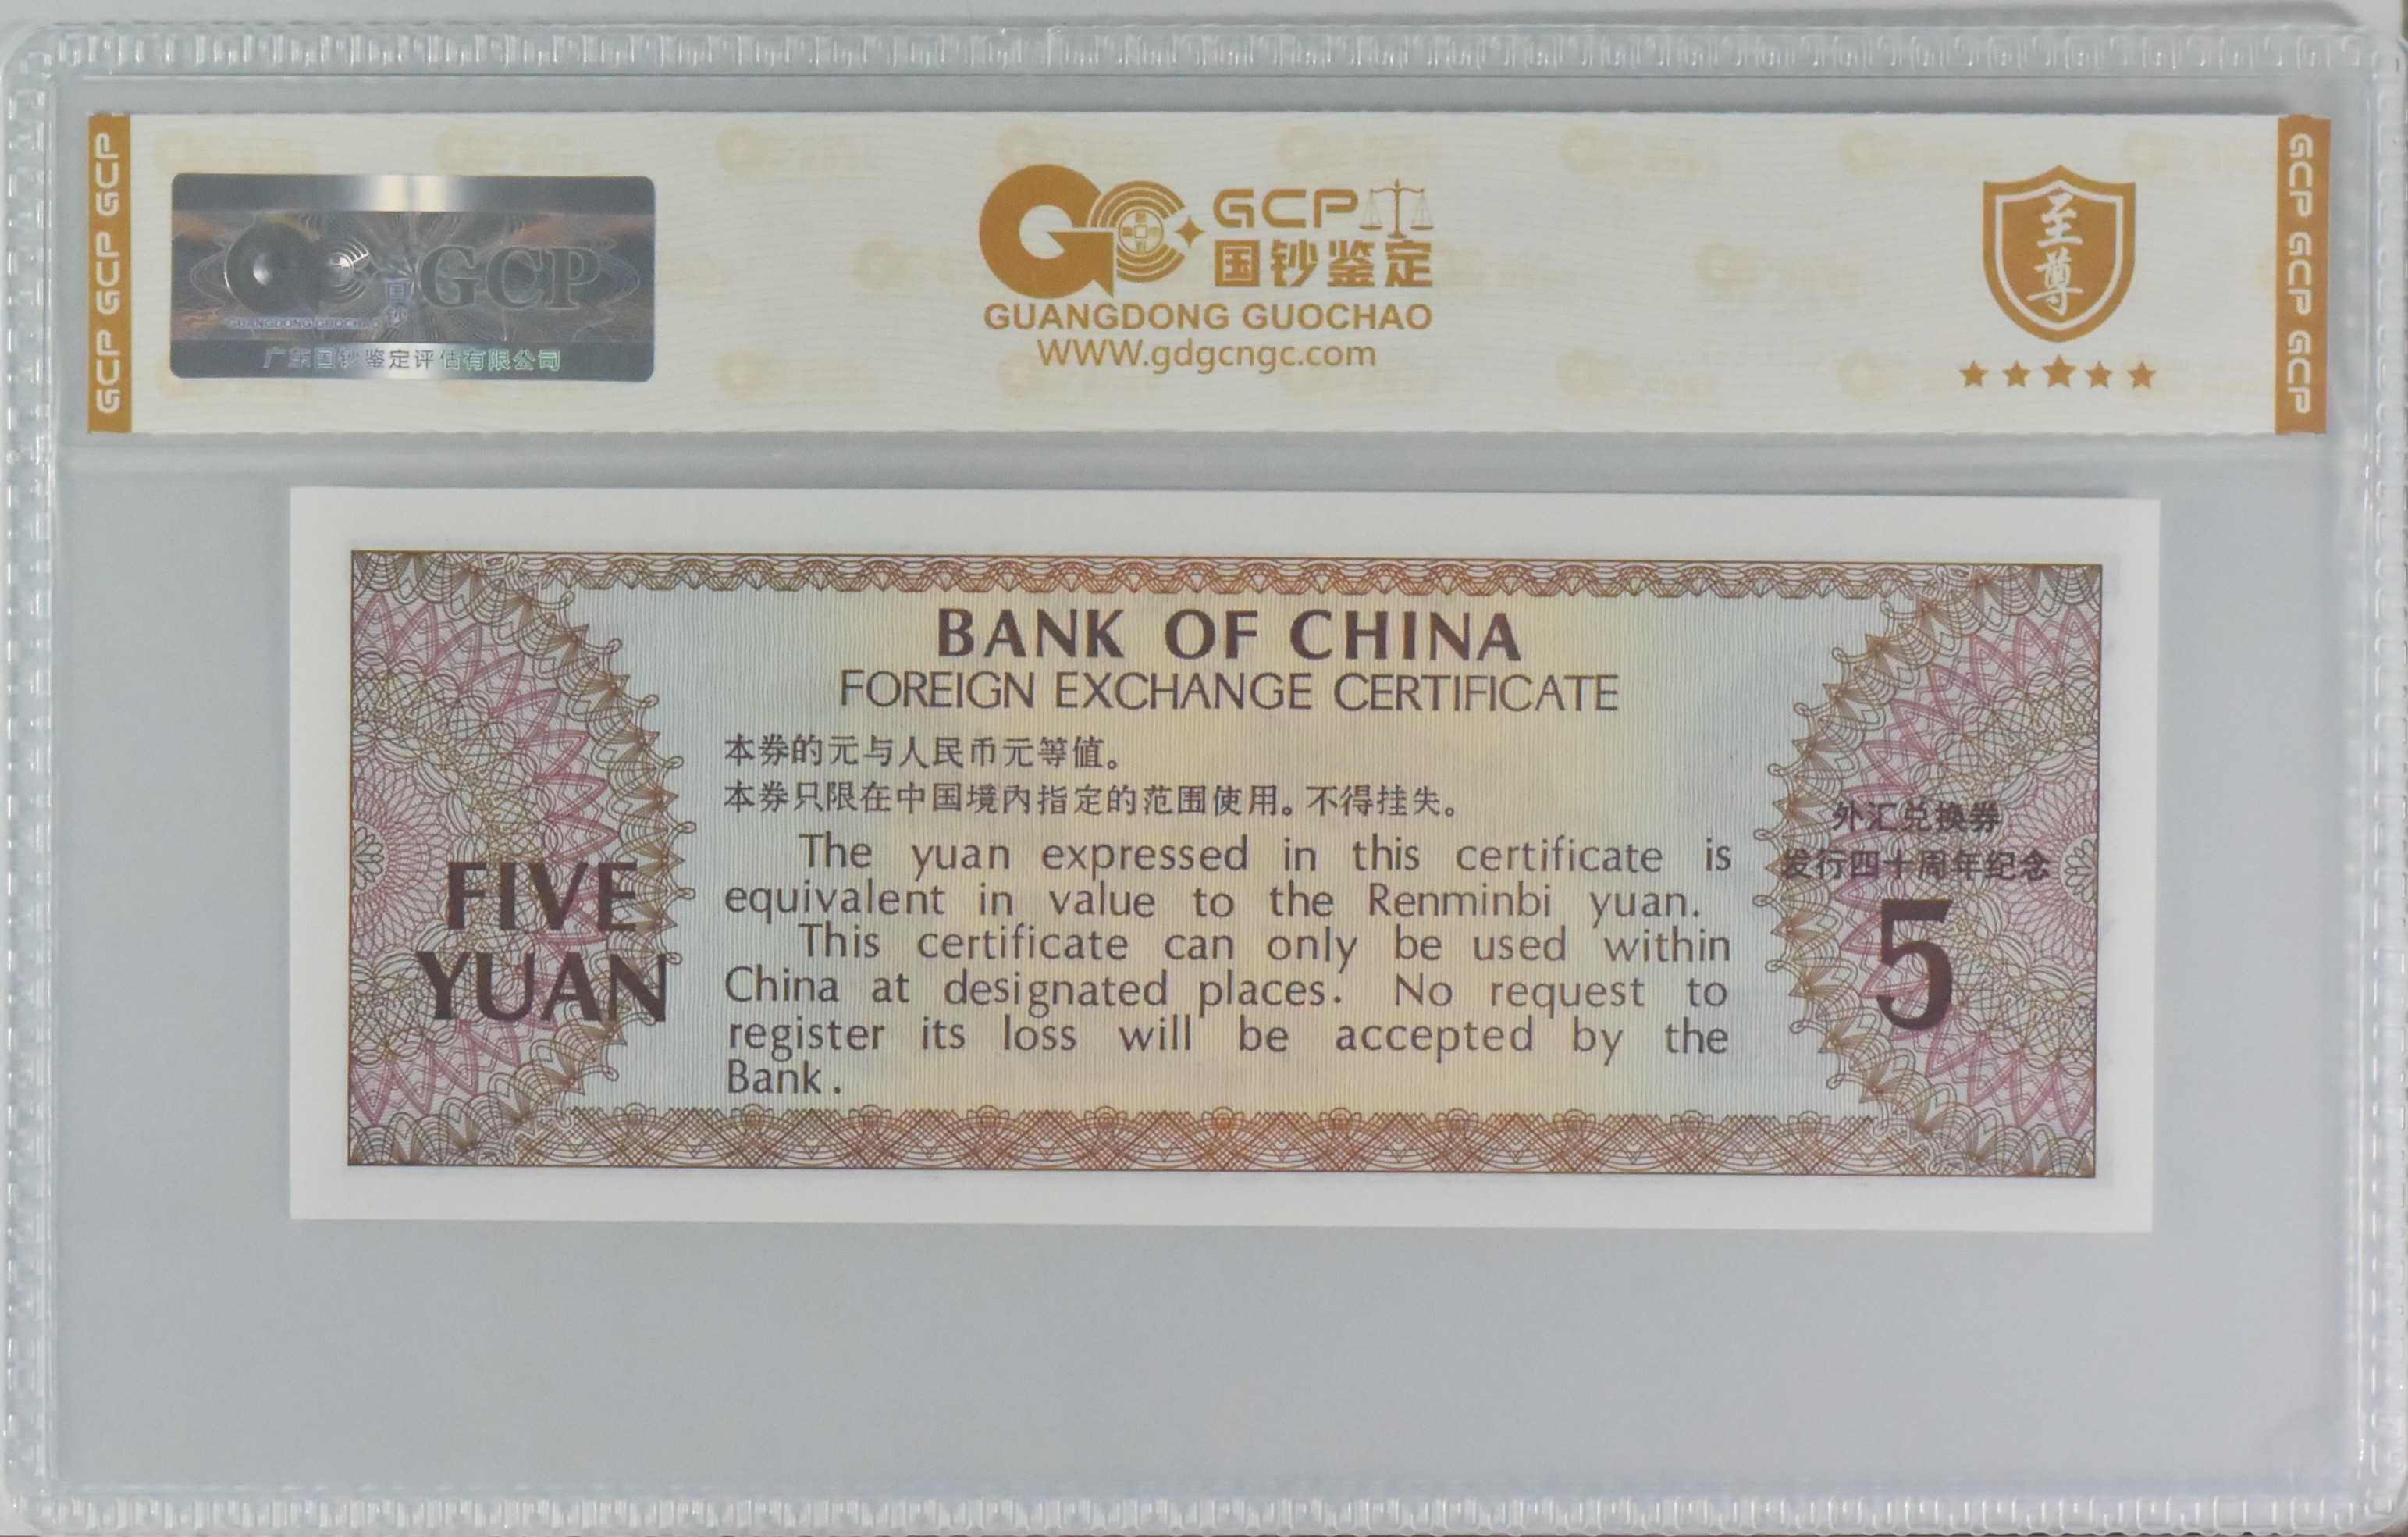 GCP GCP GCP
GUANGDONG GUOCHAO
国钞
GCP
广东国钞鉴定评估有限公司
GCP
国钞鉴定
GUANGDONG GUOCHAO
WWW.gdgcngc.com
至尊
GCP GCP GCP
BANK OF CHINA
FOREIGN EXCHANGE CERTIFICATE
本券的元与人民币元等值。
本券只限在中国境内指定的范围使用。不得挂失。
The yuan expressed in this certificate is
equivalent in value to the Renminbi yuan.
This certificate can only be used within
China at designated places. No request to
register its loss will be accepted by the
Bank.
FIVE
YUAN
外汇兑换券
发行四十周年纪念
5